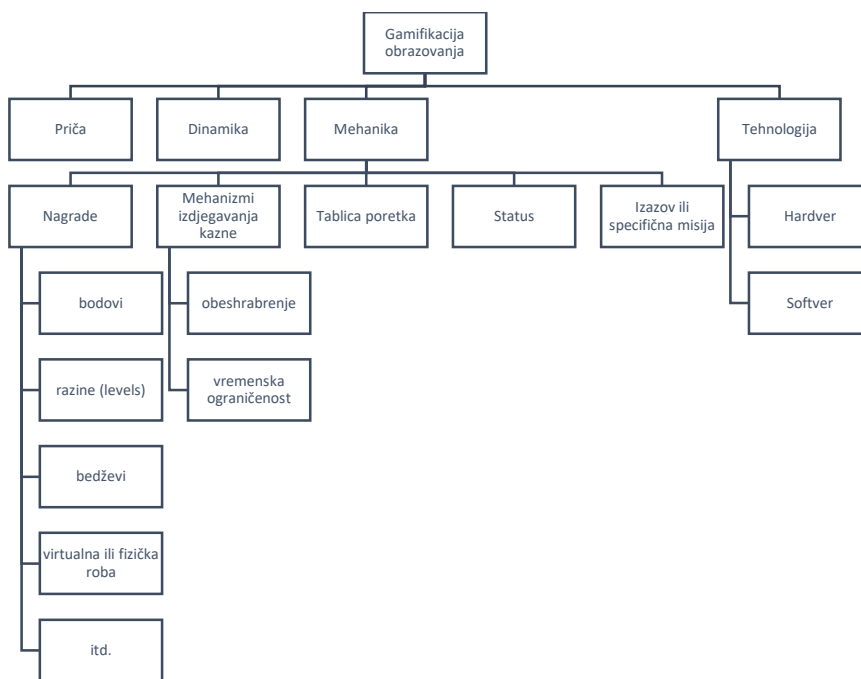 Gamifikacija
obrazovanja
Priča
Dinamika
Mehanika
Tehnologija
Nagrade
Mehanizmi
izdjegavanja
kazne
Tablica poretka
Status
Izazov ili
specifična misija
Hardver
bodovi
obeshrabrenje
Softver
razine (levels)
vremenska
ograničenost
bedževi
virtualna ili fizička
roba
itd.